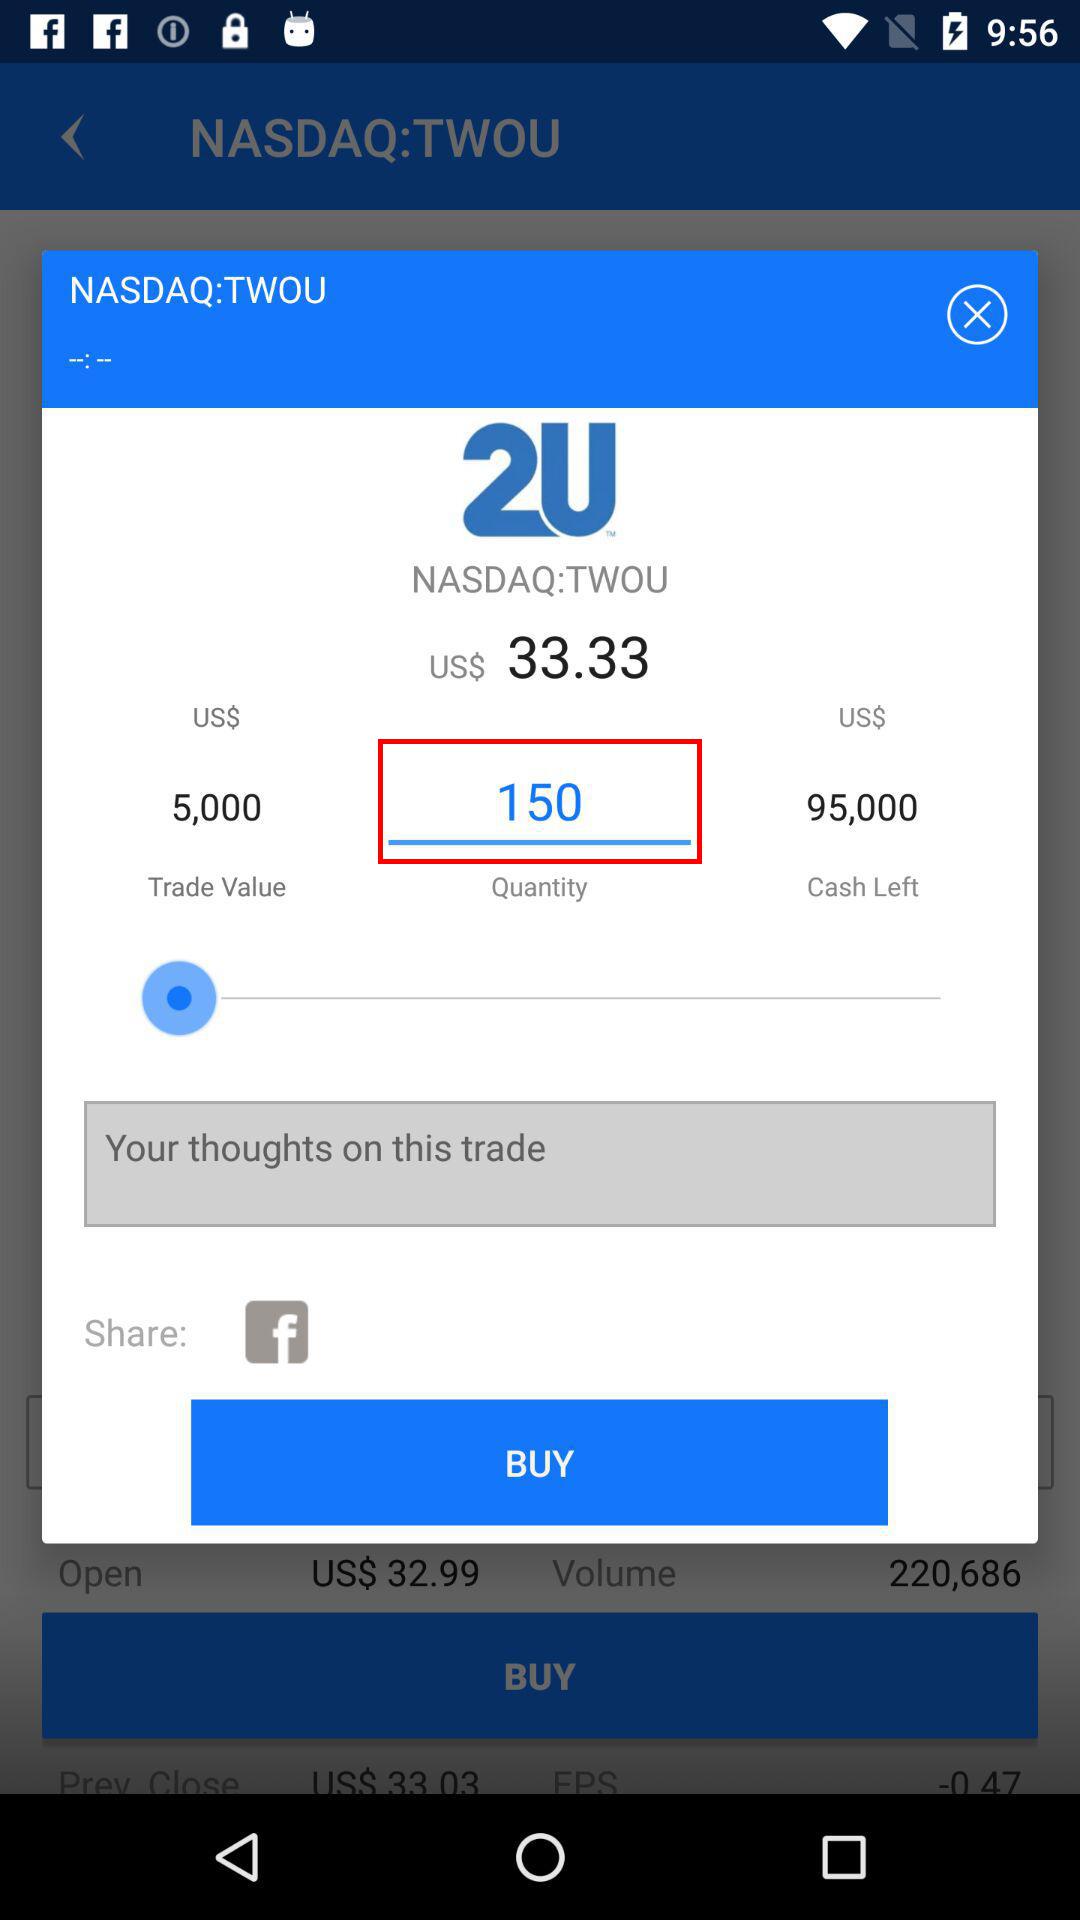 9:56
NASDAQ:TWOU
NASDAQ:TWOU
--: --
2U
TM
NASDAQ:TWOU
US$ 33.33
US$ US$
5,000 150 95,000
Trade Value Quantity Cash Left
Your thoughts on this trade
Share:
BUY
Open US$ 32.99 Volume 220,686
BUY
Prev. Close US$ 33.03 EPS -0.47